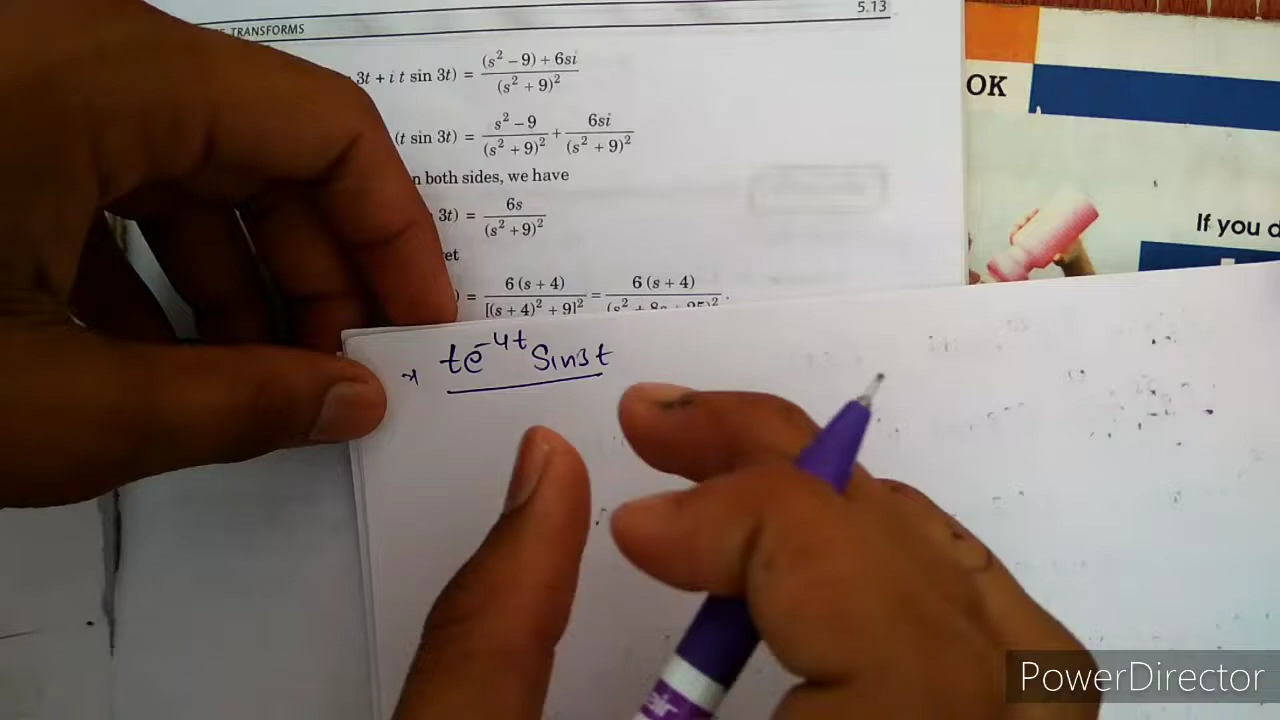 TRANSFORMS 5.13
3t + i t sin 3t) = (s² – 9) + 6si / (s² + 9)²
(t sin 3t) = s² – 9 / (s² + 9)² + 6si / (s² + 9)²
n both sides, we have
3t) = 6s / (s² + 9)²
et
) = 6 (s + 4) / [(s + 4)² + 9]² = 6 (s + 4)
te⁻⁴ᵗ Sin3t
OK
If you
PowerDirector